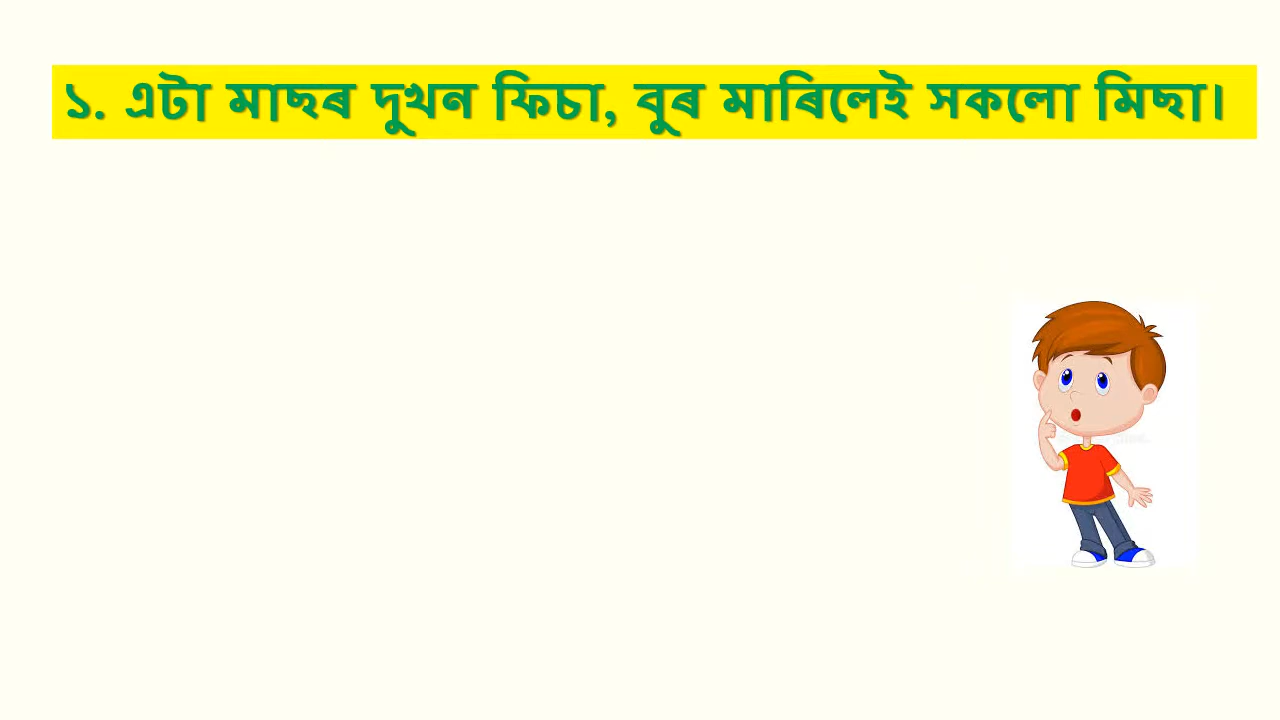 ১. এটা মাছৰ দুখন ফিচা, বুৰ মাৰিলেই সকলো মিছা।